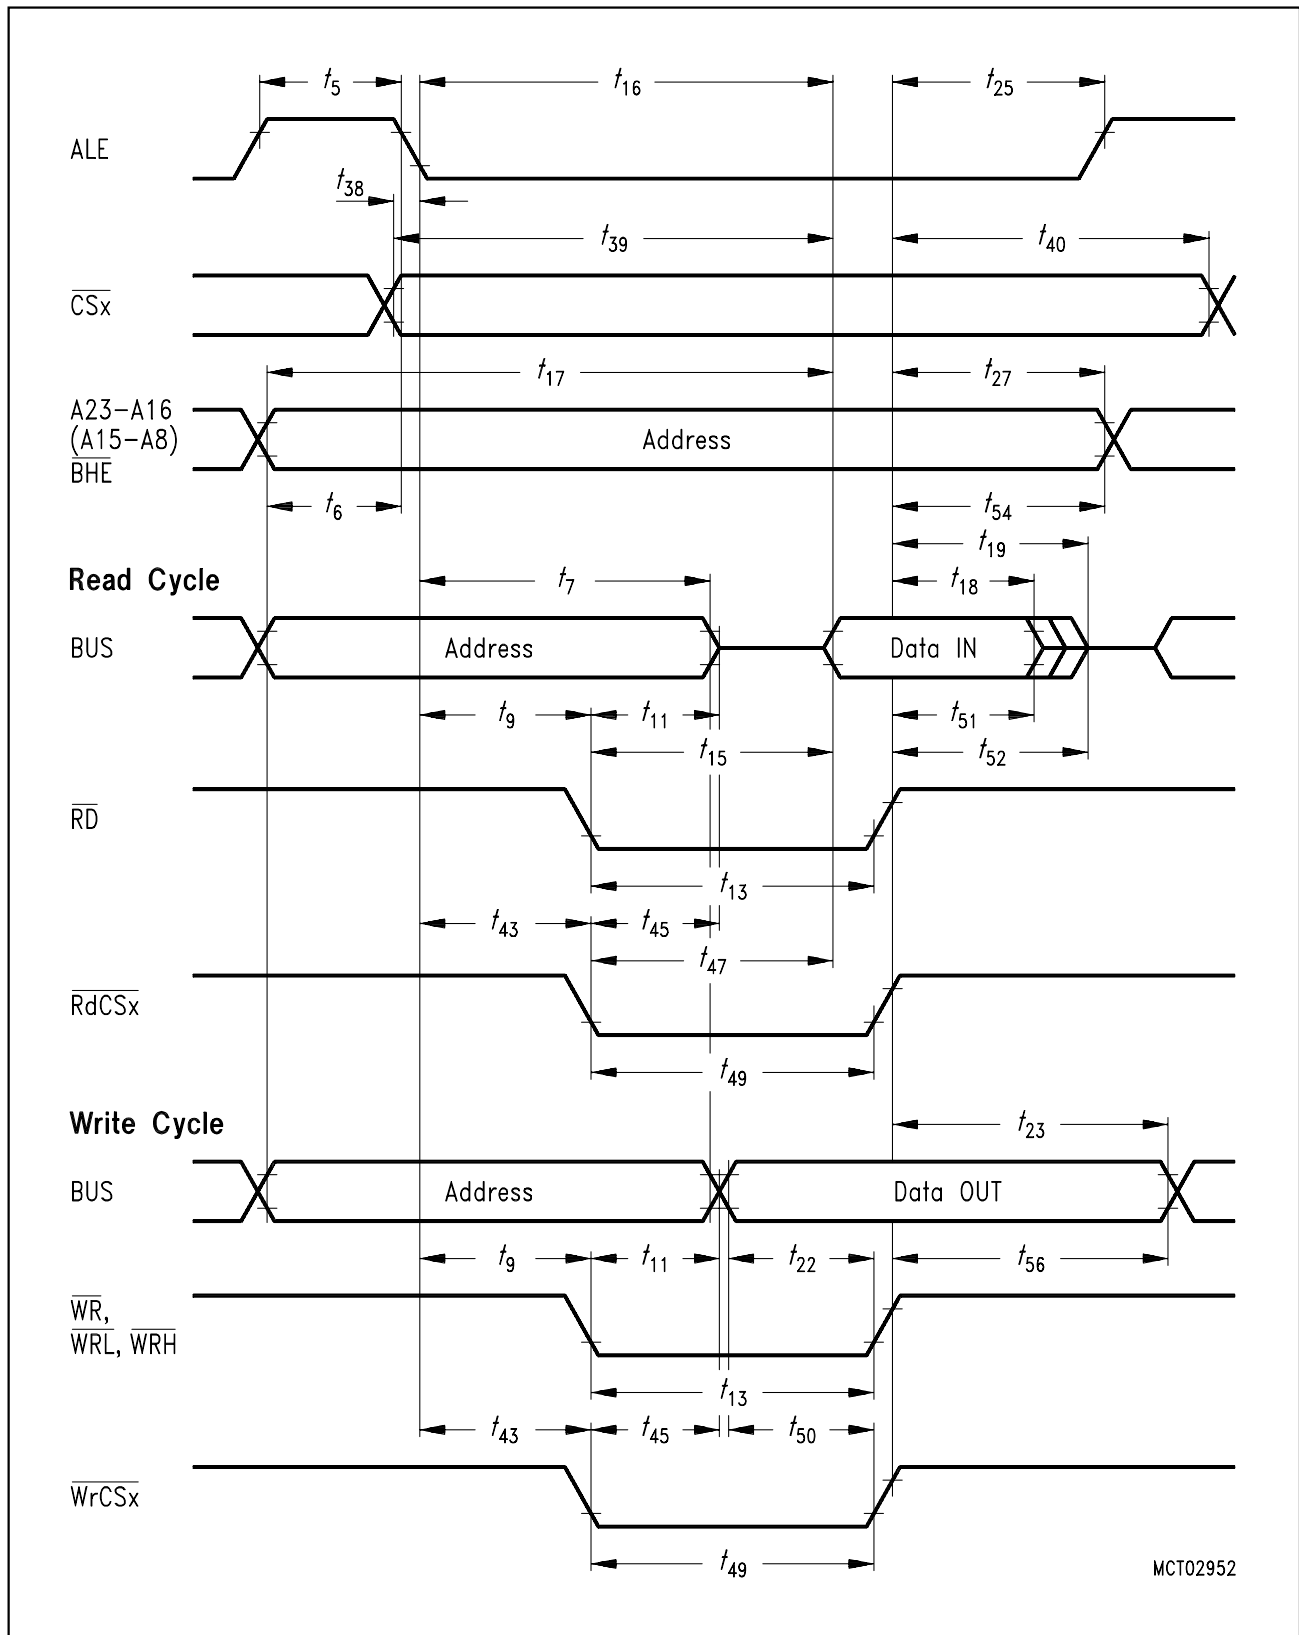 t5 t16 t25
ALE
t38
t39 t40
CSx
t17 t27
A23-A16
(A15-A8) Address
BHE
t6 t54
t19
Read Cycle t7 t18
BUS Address Data IN
t9 t11 t51
t15 t52
RD
t13
t43 t45
t47
RdCSx
t49
Write Cycle t23
BUS Address Data OUT
t9 t11 t22 t56
WR,
WRL, WRH
t13
t43 t45 t50
WrCSx
t49
MCT02952